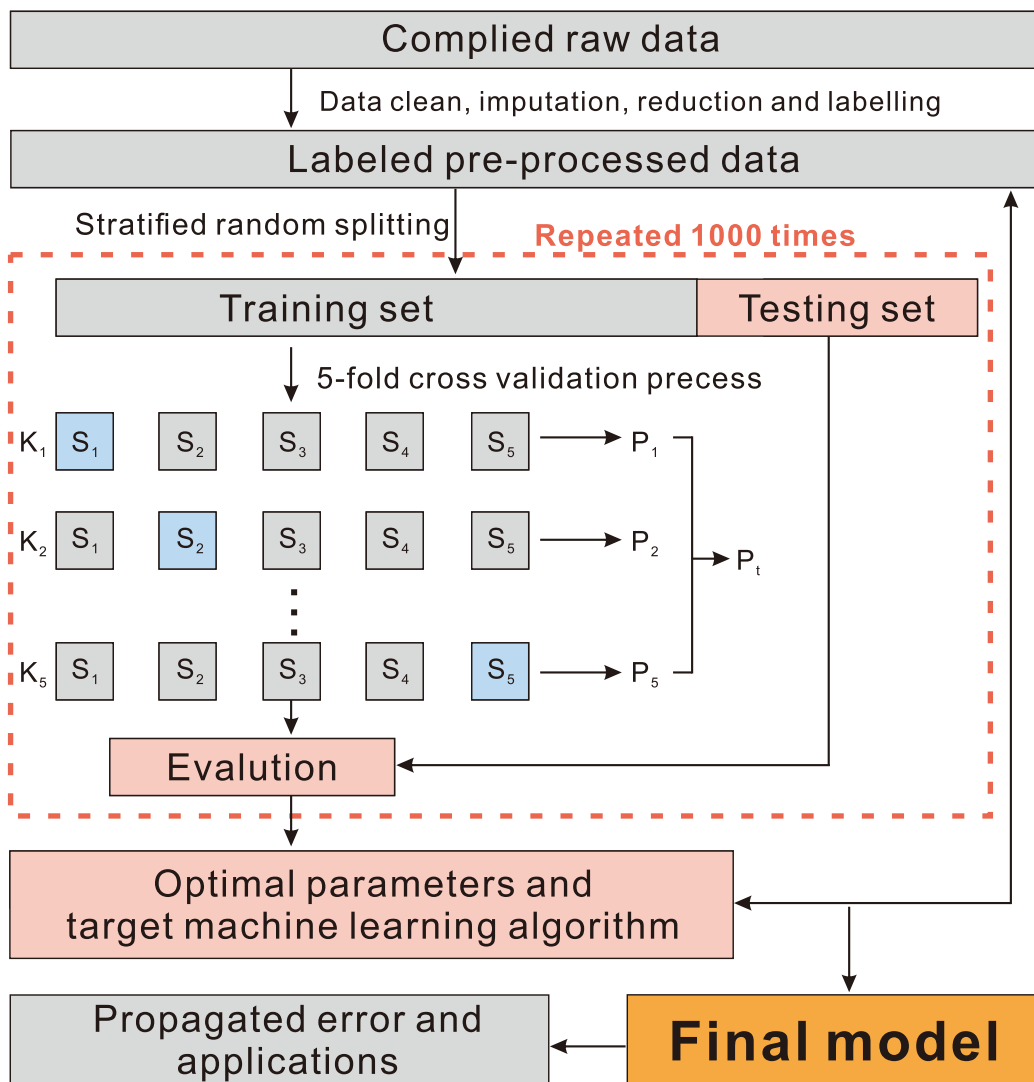 Complied raw data
Data clean, imputation, reduction and labelling
Labeled pre-processed data
Stratified random splitting
Repeated 1000 times
Training set
Testing set
5-fold cross validation precess
K₁ S₁ S₂ S₃ S₄ S₅ P₁
K₂ S₁ S₂ S₃ S₄ S₅ P₂
Pₜ
K₅ S₁ S₂ S₃ S₄ S₅ P₅
Evalution
Optimal parameters and
target machine learning algorithm
Propagated error and
applications
Final model